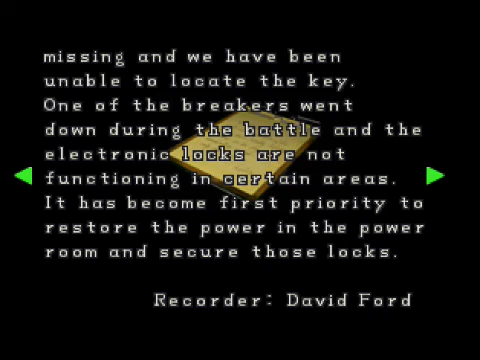 missing and we have been
unable to locate the key.
One of the breakers went
down during the battle and the
electronic locks are not
functioning in certain areas.
It has become first priority to
restore the power in the power
room and secure those locks.
Recorder: David Ford